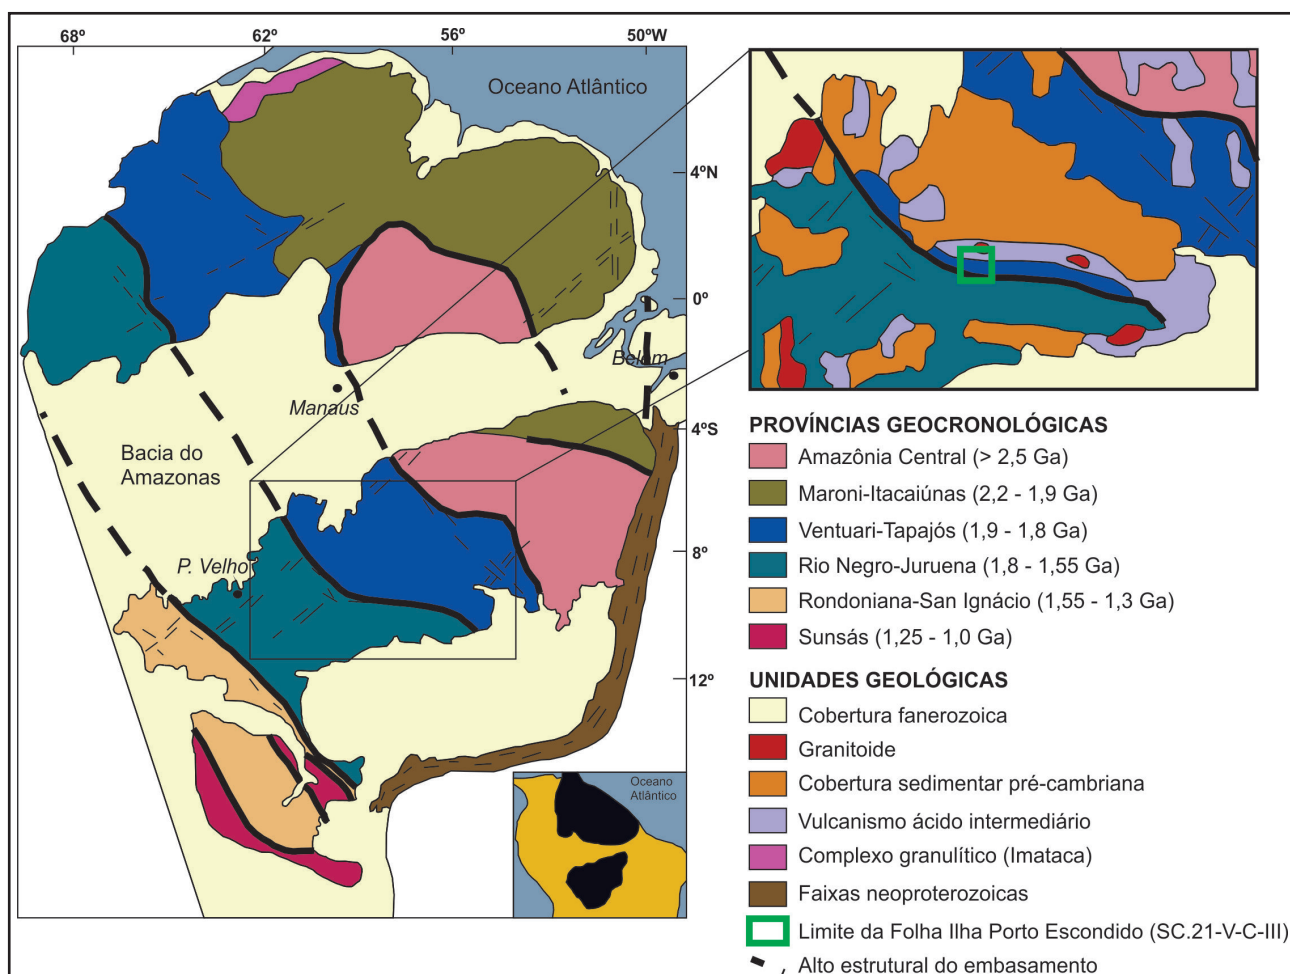 68º 62º 56º 50ºW
Oceano Atlântico
4ºN
0º
Belém
Manaus
4ºS
Bacia do
Amazonas
8º
P. Velho
12º
Oceano
Atlântico
PROVÍNCIAS GEOCRONOLÓGICAS
Amazônia Central (> 2,5 Ga)
Maroni-Itacaiúnas (2,2 - 1,9 Ga)
Ventuari-Tapajós (1,9 - 1,8 Ga)
Rio Negro-Juruena (1,8 - 1,55 Ga)
Rondoniana-San Ignácio (1,55 - 1,3 Ga)
Sunsás (1,25 - 1,0 Ga)
UNIDADES GEOLÓGICAS
Cobertura fanerozoica
Granitoide
Cobertura sedimentar pré-cambriana
Vulcanismo ácido intermediário
Complexo granulítico (Imataca)
Faixas neoproterozoicas
Limite da Folha Ilha Porto Escondido (SC.21-V-C-III)
Alto estrutural do embasamento